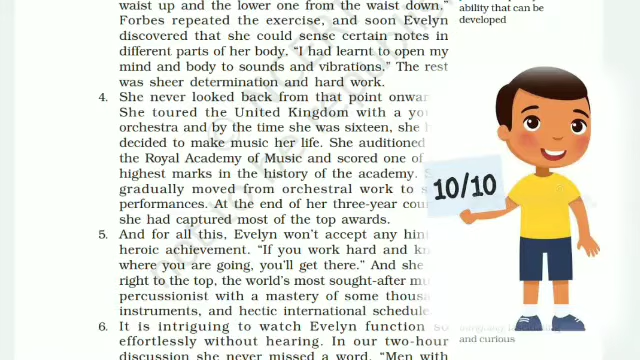 waist up and the lower one from the waist down."
Forbes repeated the exercise, and soon Evelyn
discovered that she could sense certain notes in
different parts of her body. "I had learnt to open my
mind and body to sounds and vibrations." The rest
was sheer determination and hard work.
4. She never looked back from that point onwar
She toured the United Kingdom with a yo
orchestra and by the time she was sixteen, she
decided to make music her life. She auditioned
the Royal Academy of Music and scored one of
highest marks in the history of the academy.
gradually moved from orchestral work to s
performances. At the end of her three-year cou
she had captured most of the top awards.
5. And for all this, Evelyn won't accept any hin
heroic achievement. "If you work hard and kn
where you are going, you'll get there." And she
right to the top, the world's most sought-after mu
percussionist with a mastery of some thousa
instruments, and hectic international schedule
6. It is intriguing to watch Evelyn function so
effortlessly without hearing. In our two-hour
discussion she never missed a word. "Men with
ability that can be
developed
10/10
and curious